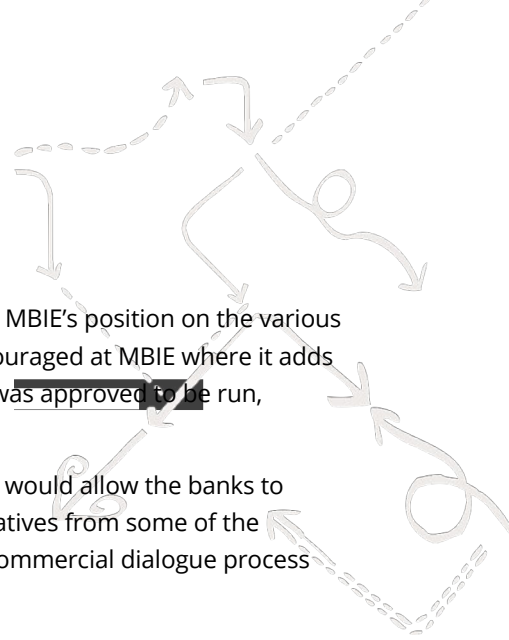 MBIE’s position on the various
ouraged at MBIE where it adds
was approved to be run,
would allow the banks to
atives from some of the
ommercial dialogue process